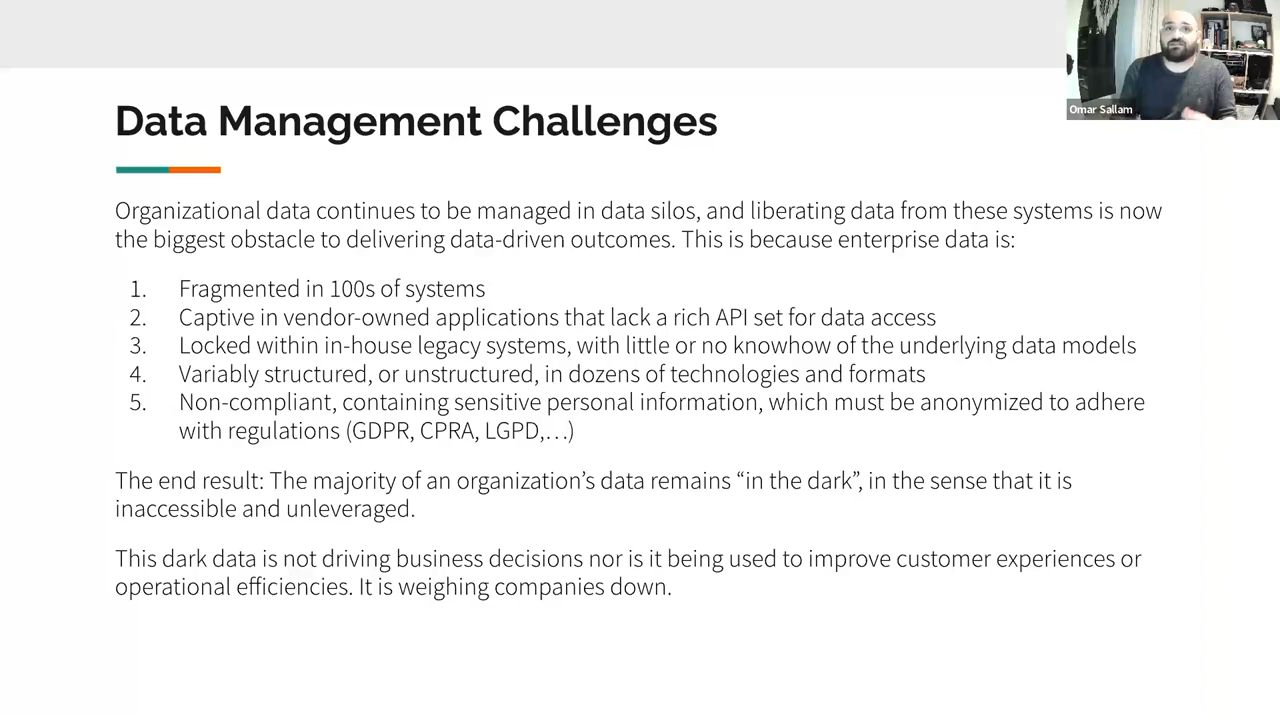 Omar Sallam
Data Management Challenges
Organizational data continues to be managed in data silos, and liberating data from these systems is now
the biggest obstacle to delivering data-driven outcomes. This is because enterprise data is:
1. Fragmented in 100s of systems
2. Captive in vendor-owned applications that lack a rich API set for data access
3. Locked within in-house legacy systems, with little or no knowhow of the underlying data models
4. Variably structured, or unstructured, in dozens of technologies and formats
5. Non-compliant, containing sensitive personal information, which must be anonymized to adhere
with regulations (GDPR, CPRA, LGPD,…)
The end result: The majority of an organization’s data remains “in the dark”, in the sense that it is
inaccessible and unleveraged.
This dark data is not driving business decisions nor is it being used to improve customer experiences or
operational efficiencies. It is weighing companies down.